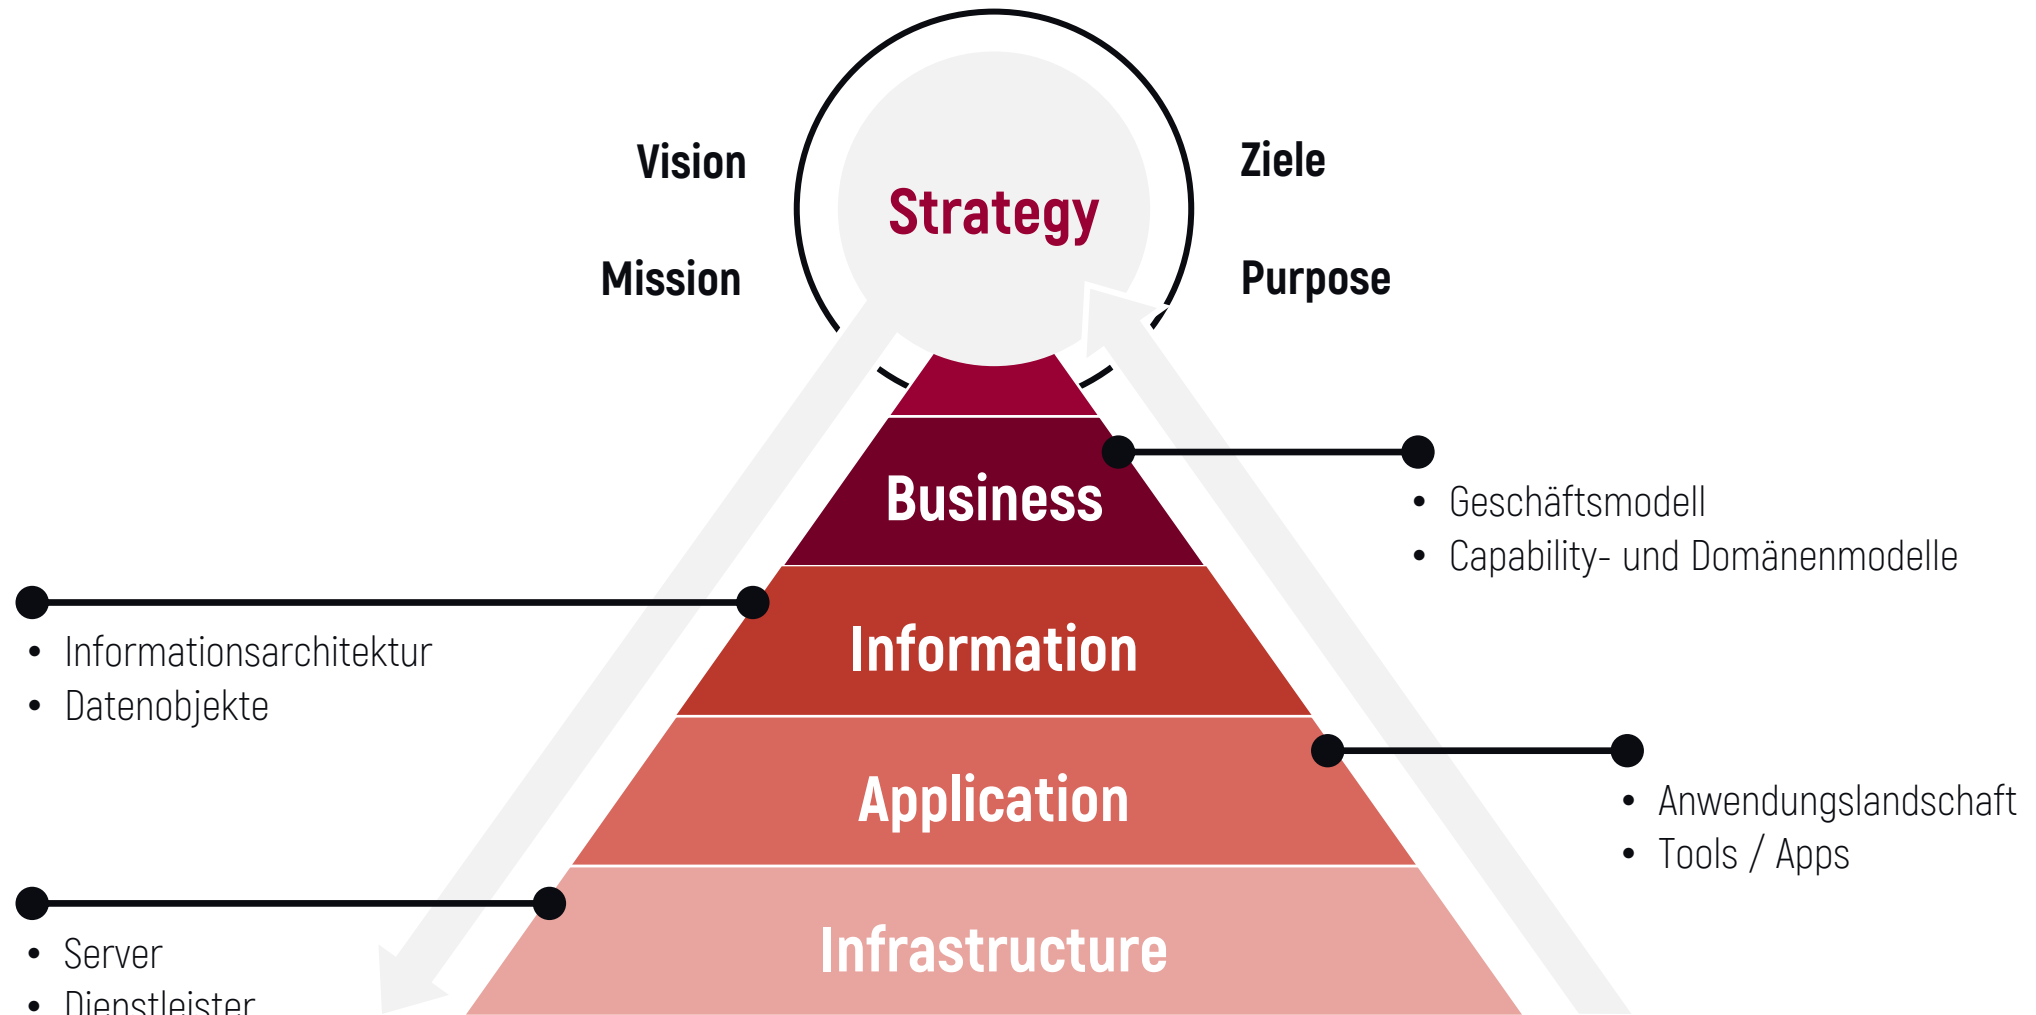 Vision
Ziele
Strategy
Mission
Purpose
Business
• Geschäftsmodell
• Capability- und Domänenmodelle
Information
• Informationsarchitektur
• Datenobjekte
Application
• Anwendungslandschaft
• Tools / Apps
Infrastructure
• Server
• Dienstleister